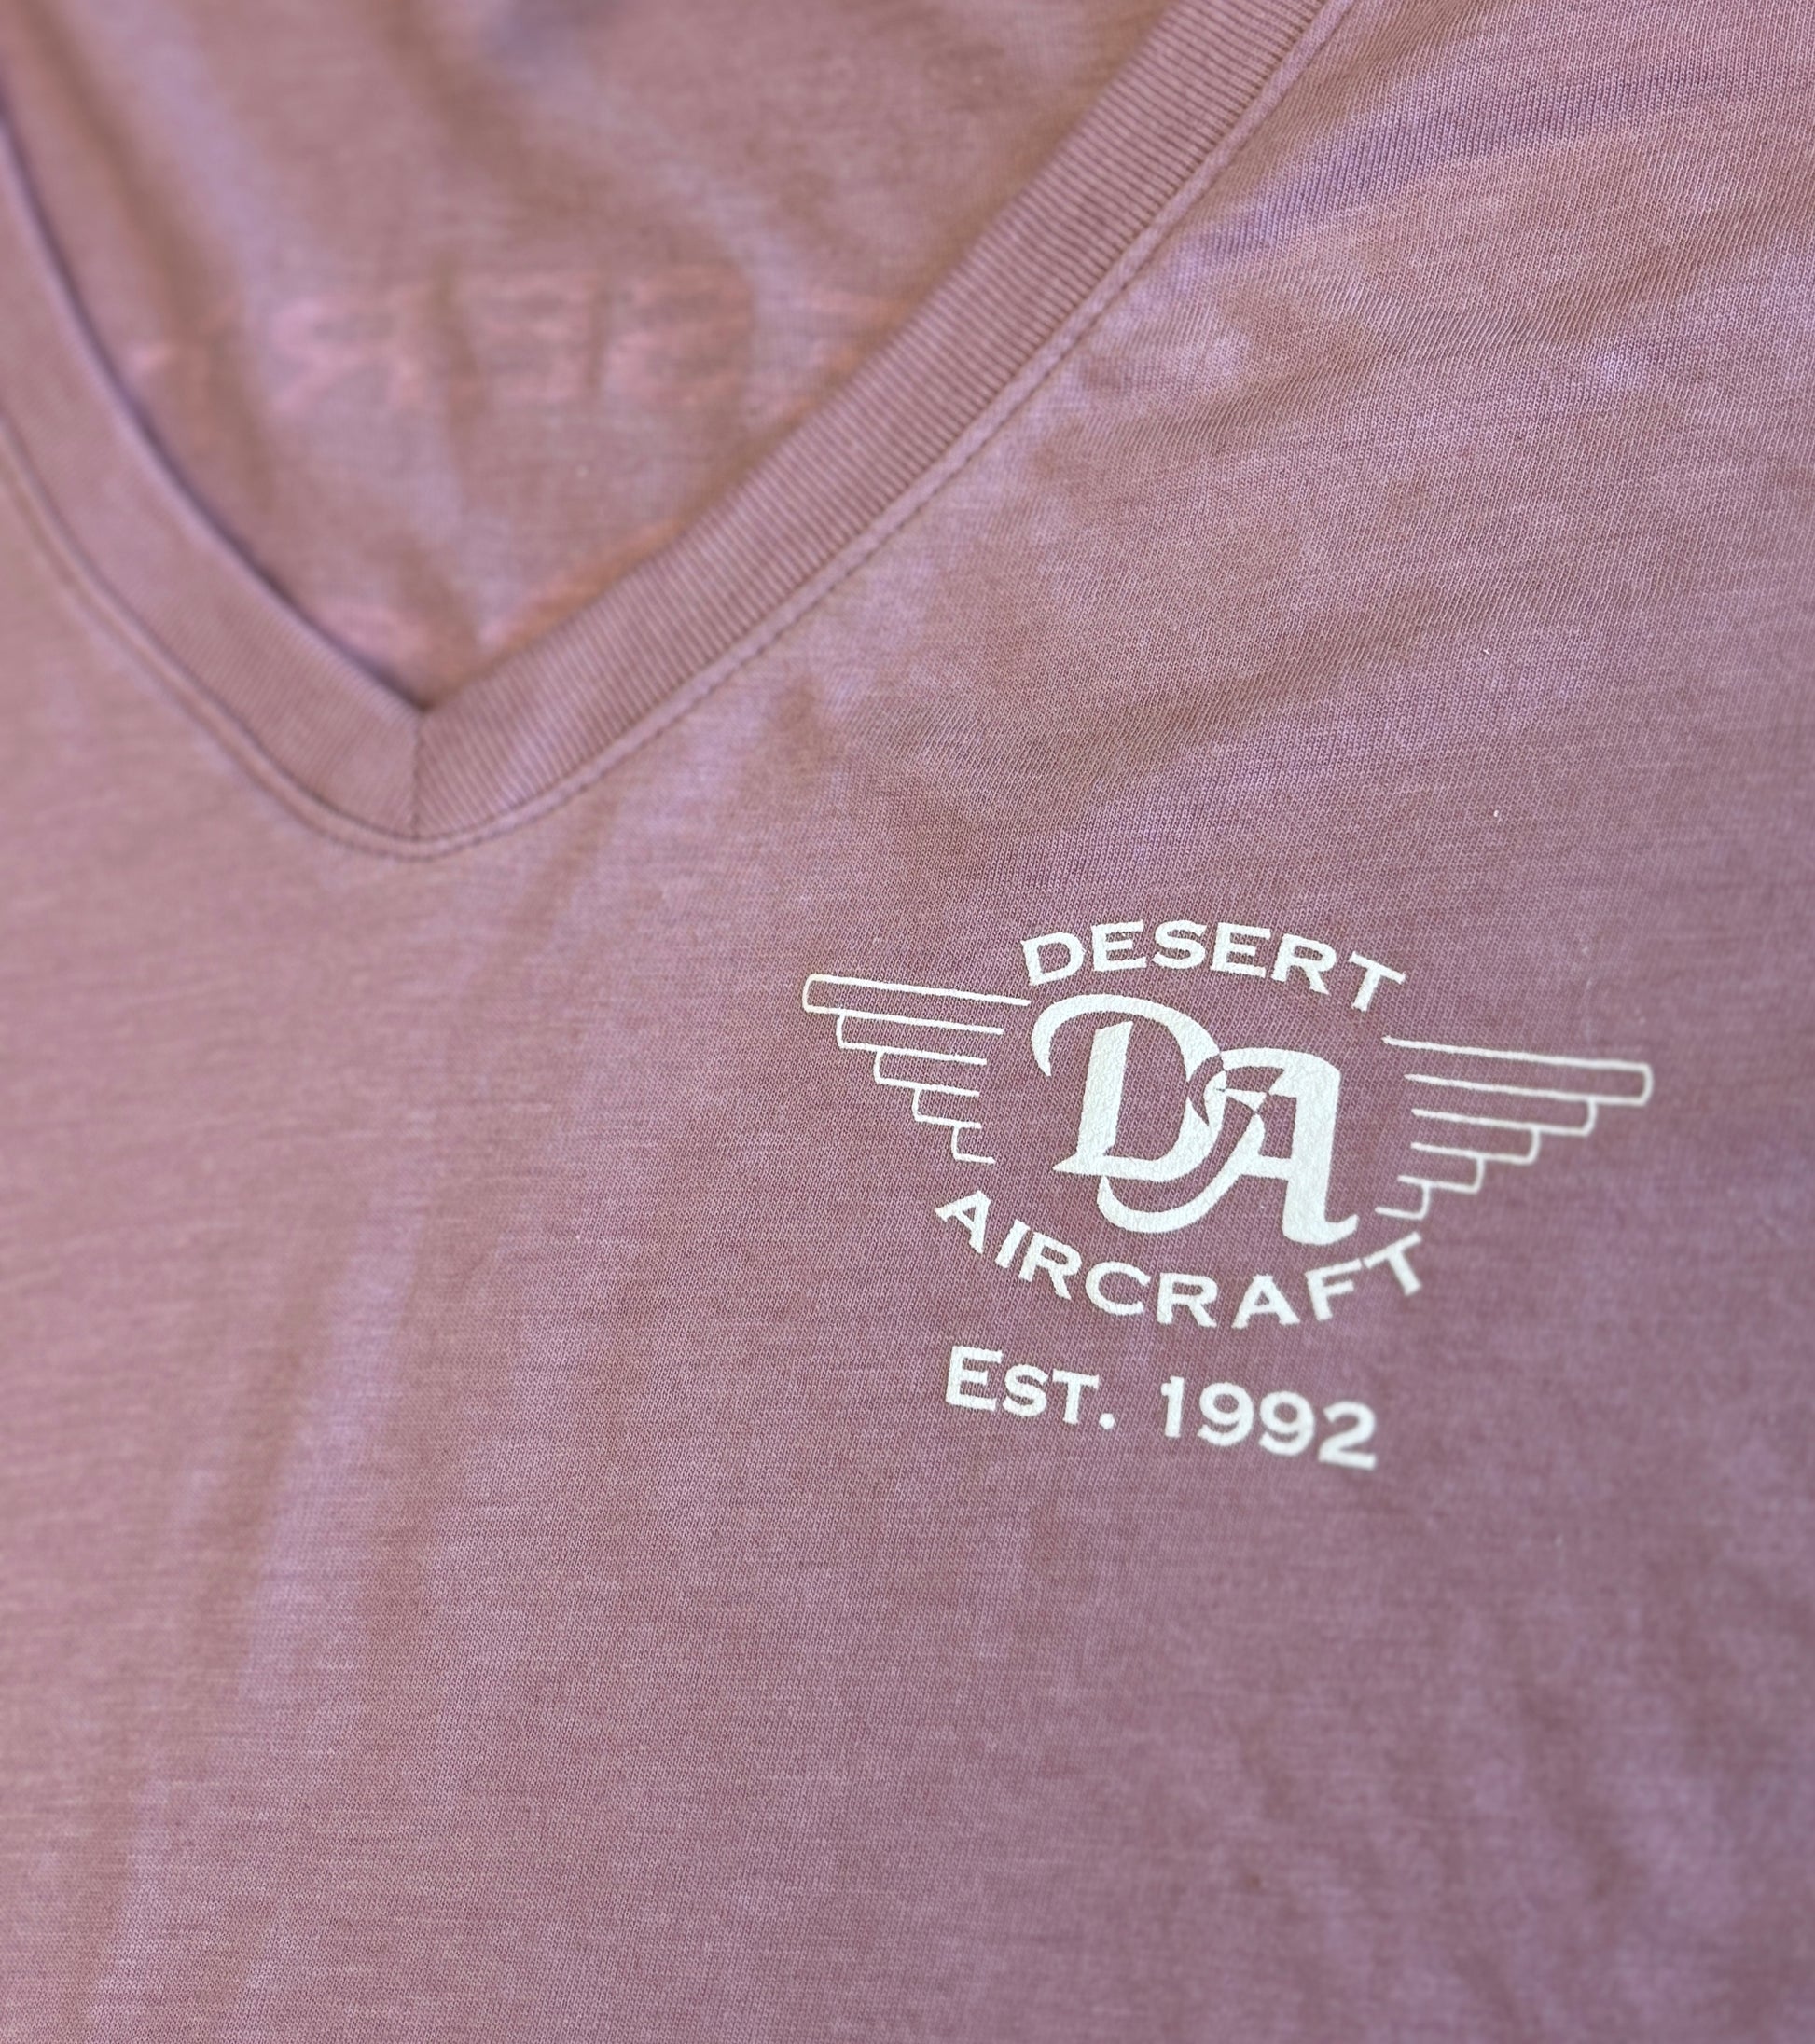 DESERT
DA
AIRCRAFT
EST. 1992